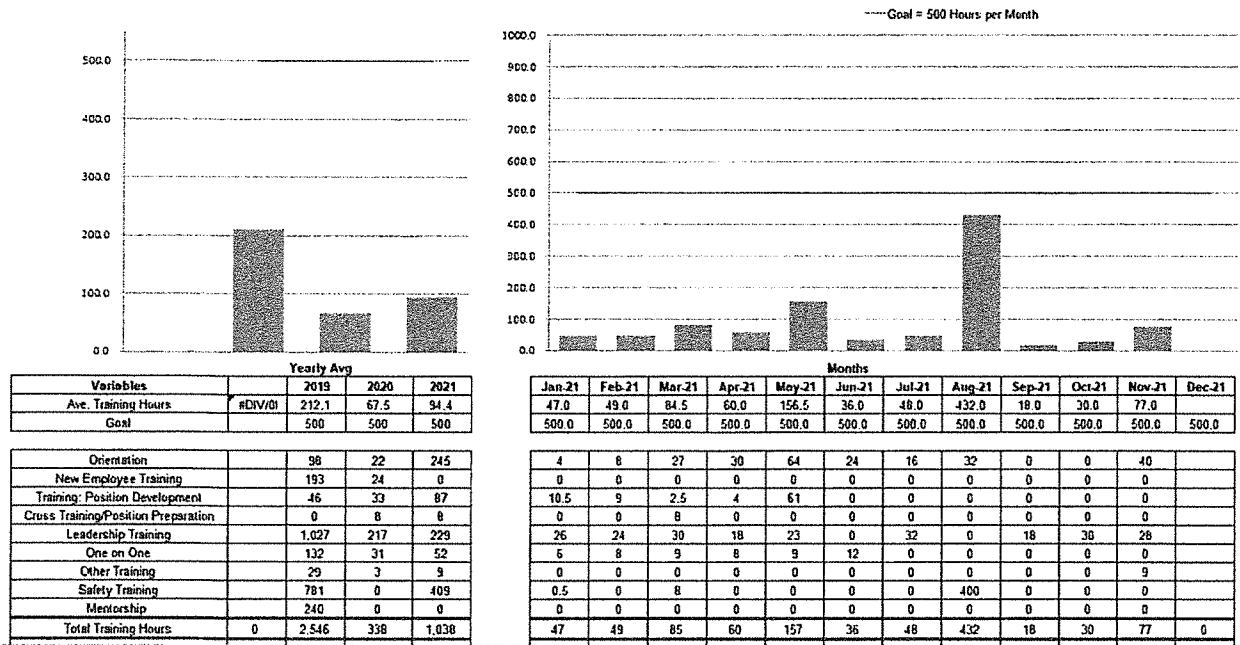 Goal = 500 Hours per Month
500.0
400.0
300.0
200.0
100.0
0.0
1000.0
900.0
800.0
700.0
600.0
500.0
400.0
300.0
200.0
100.0
0.0
Yearly Avg
Variables 2019 2020 2021
Ave. Training Hours #DIV/0! 212.1 67.5 94.4
Goal 500 500 500
Orientation 98 22 245
New Employee Training 193 24 0
Training: Position Development 46 33 87
Cross Training/Position Preparation 0 8 8
Leadership Training 1,027 217 229
One on One 132 31 52
Other Training 29 3 9
Safety Training 781 0 409
Mentorship 240 0 0
Total Training Hours 0 2,546 338 1,038
Months
Jan-21 Feb-21 Mar-21 Apr-21 May-21 Jun-21 Jul-21 Aug-21 Sep-21 Oct-21 Nov-21 Dec-21
47.0 49.0 84.5 60.0 156.5 36.0 48.0 432.0 18.0 30.0 77.0
500.0 500.0 500.0 500.0 500.0 500.0 500.0 500.0 500.0 500.0 500.0 500.0
4 8 27 30 64 24 16 32 0 0 40
0 0 0 0 0 0 0 0 0 0 0
10.5 9 2.5 4 61 0 0 0 0 0 0
0 0 8 0 0 0 0 0 0 0 0
26 24 30 18 23 0 32 0 18 30 28
6 8 9 8 9 12 0 0 0 0 0
0 0 0 0 0 0 0 0 0 0 9
0.5 0 8 0 0 0 0 400 0 0 0
0 0 0 0 0 0 0 0 0 0 0
47 49 85 60 157 36 48 432 18 30 77 0